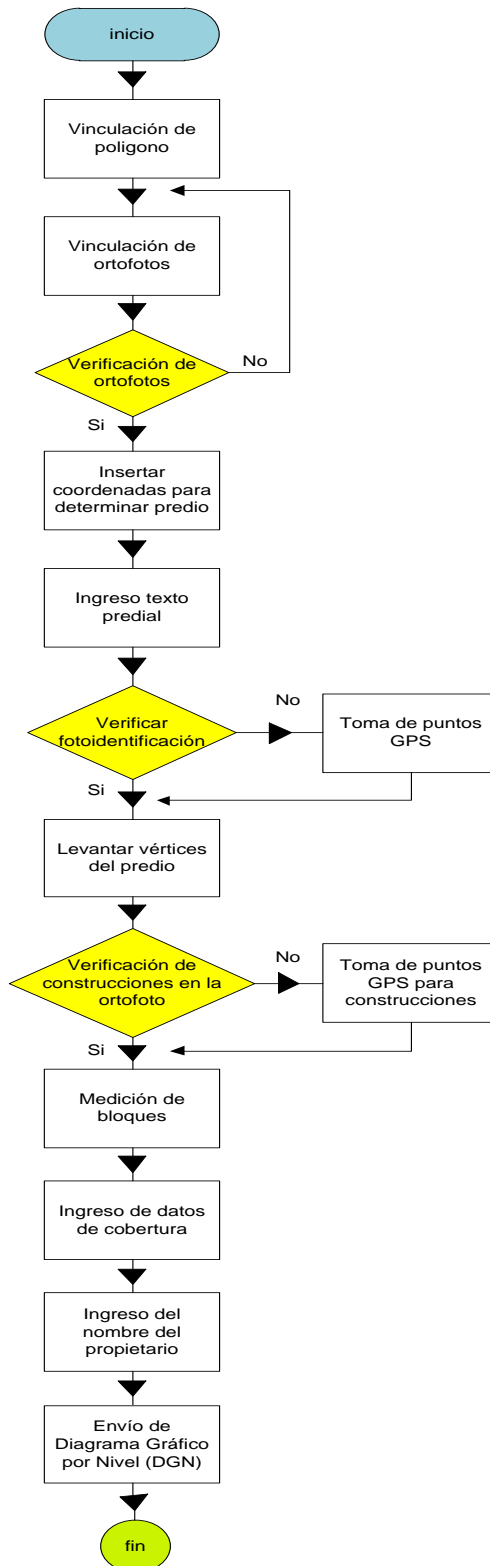 inicio
Vinculación de
poligono
Vinculación de
ortofotos
Verificación de
ortofotos
No
Si
Insertar
coordenadas para
determinar predio
Ingreso texto
predial
Verificar
fotoidentificación
No
Toma de puntos
GPS
Si
Levantar vértices
del predio
Verificación de
construcciones en la
ortofoto
No
Toma de puntos
GPS para
construcciones
Si
Medición de
bloques
Ingreso de datos
de cobertura
Ingreso del
nombre del
propietario
Envío de
Diagrama Gráfico
por Nivel (DGN)
fin